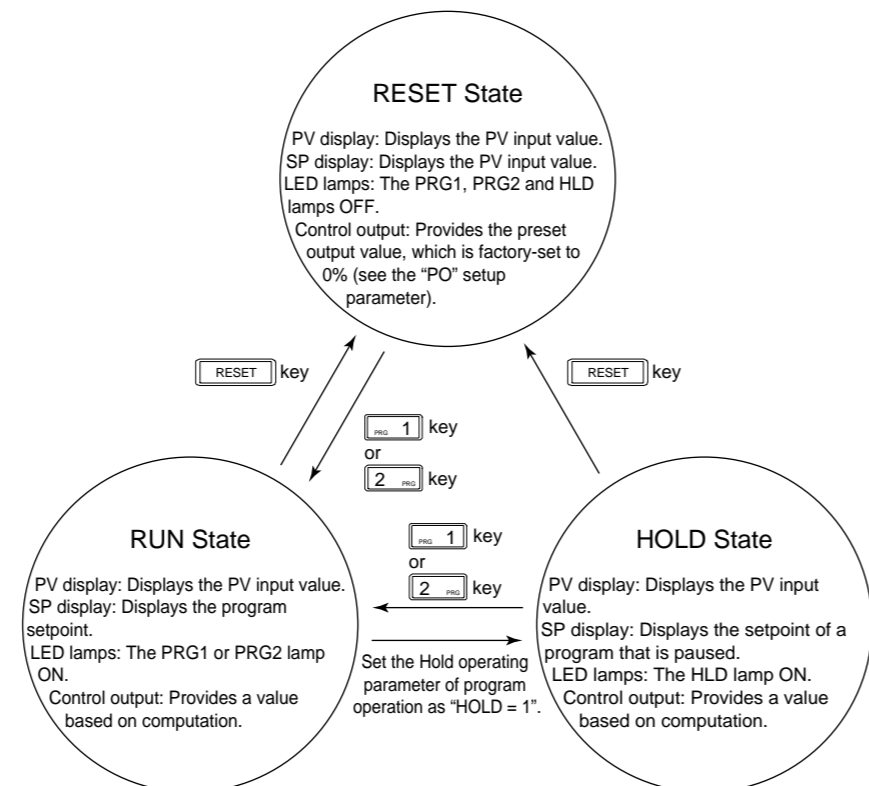 RESET State
PV display: Displays the PV input value.
SP display: Displays the PV input value.
LED lamps: The PRG1, PRG2 and HLD
lamps OFF.
Control output: Provides the preset
output value, which is factory-set to
0% (see the “PO” setup
parameter).
RESET key
RESET key
PRG 1 key
or
2 PRG key
PRG 1 key
or
2 PRG key
RUN State
PV display: Displays the PV input value.
SP display: Displays the program
setpoint.
LED lamps: The PRG1 or PRG2 lamp
ON.
Control output: Provides a value
based on computation.
Set the Hold operating
parameter of program
operation as “HOLD = 1”.
HOLD State
PV display: Displays the PV input
value.
SP display: Displays the setpoint of a
program that is paused.
LED lamps: The HLD lamp ON.
Control output: Provides a value
based on computation.